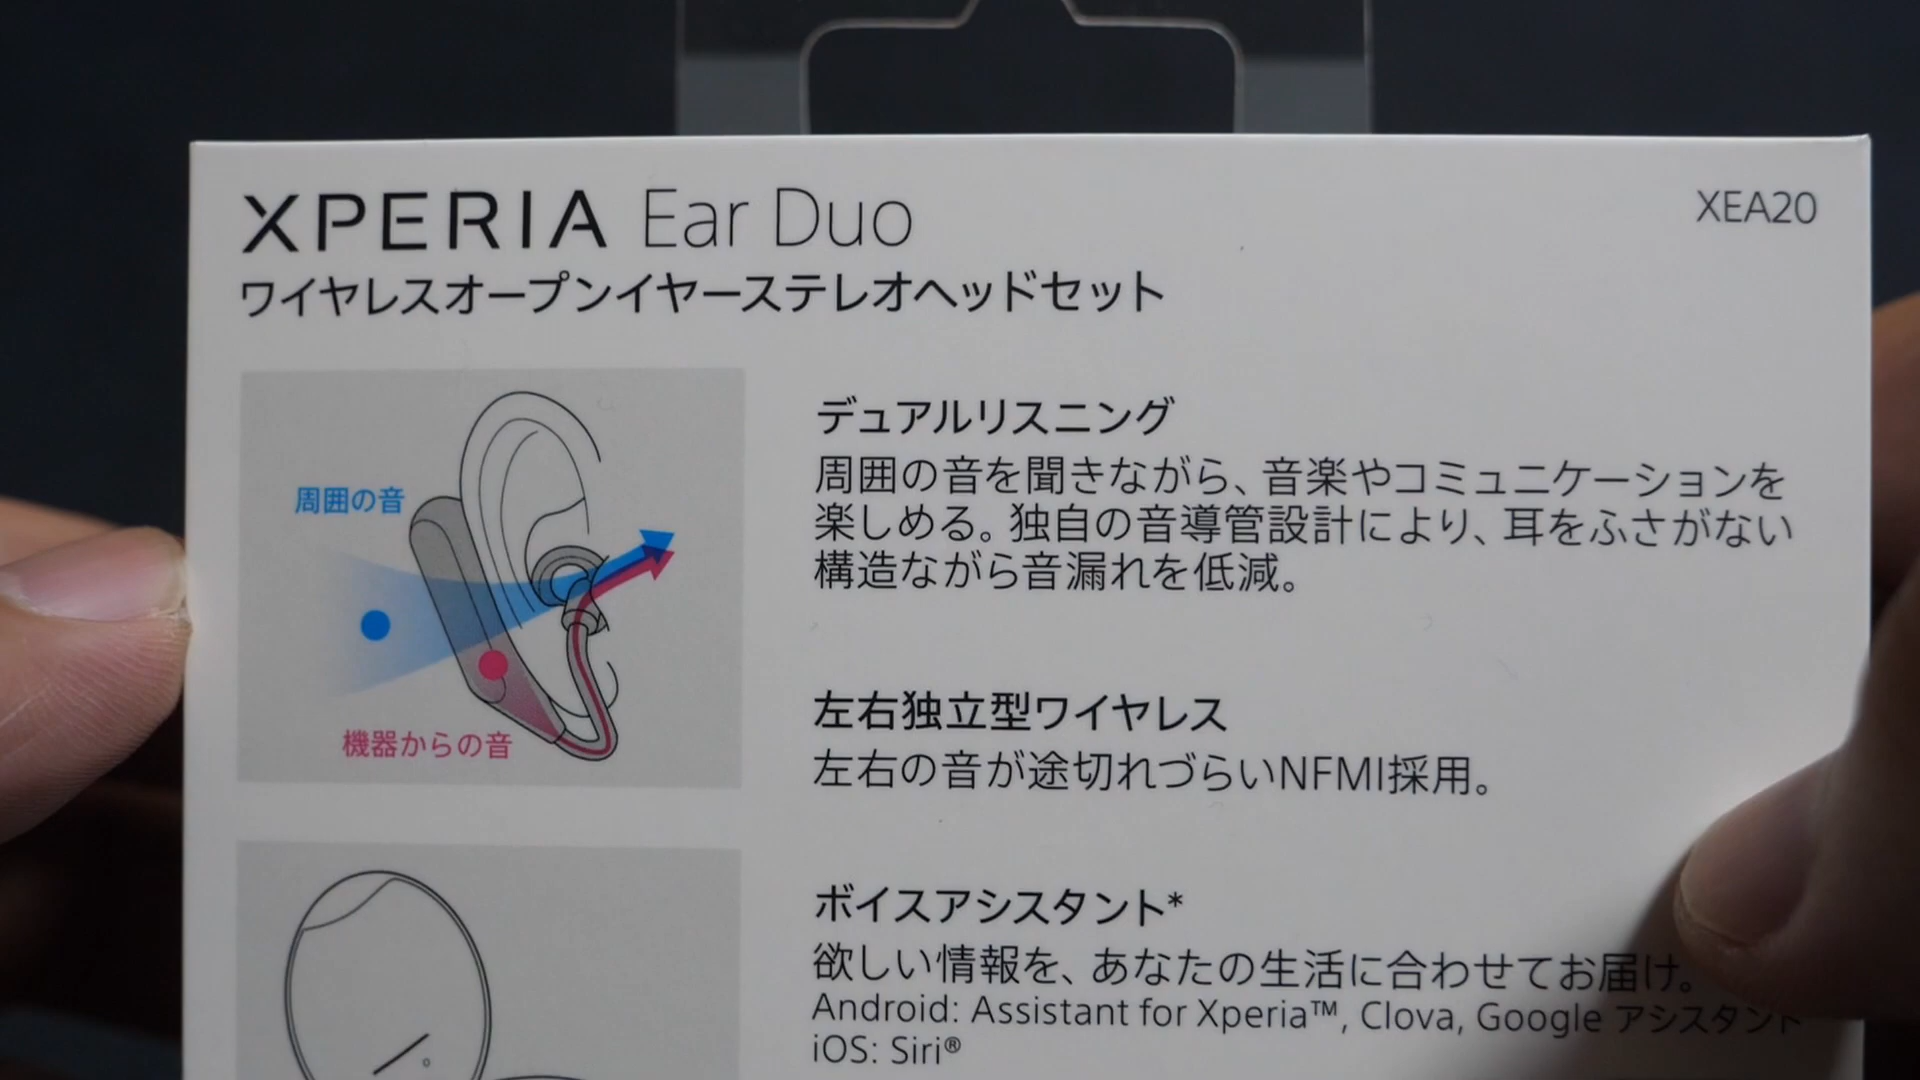 XPERIA Ear Duo
XEA20
ワイヤレスオープンイヤーステレオヘッドセット
周囲の音
機器からの音
デュアルリスニング
周囲の音を聞きながら、音楽やコミュニケーションを
楽しめる。独自の音導管設計により、耳をふさがない
構造ながら音漏れを低減。
左右独立型ワイヤレス
左右の音が途切れづらいNFMI採用。
ボイスアシスタント*
欲しい情報を、あなたの生活に合わせてお届け。
Android: Assistant for Xperia™, Clova, Google アシスタント
iOS: Siri®